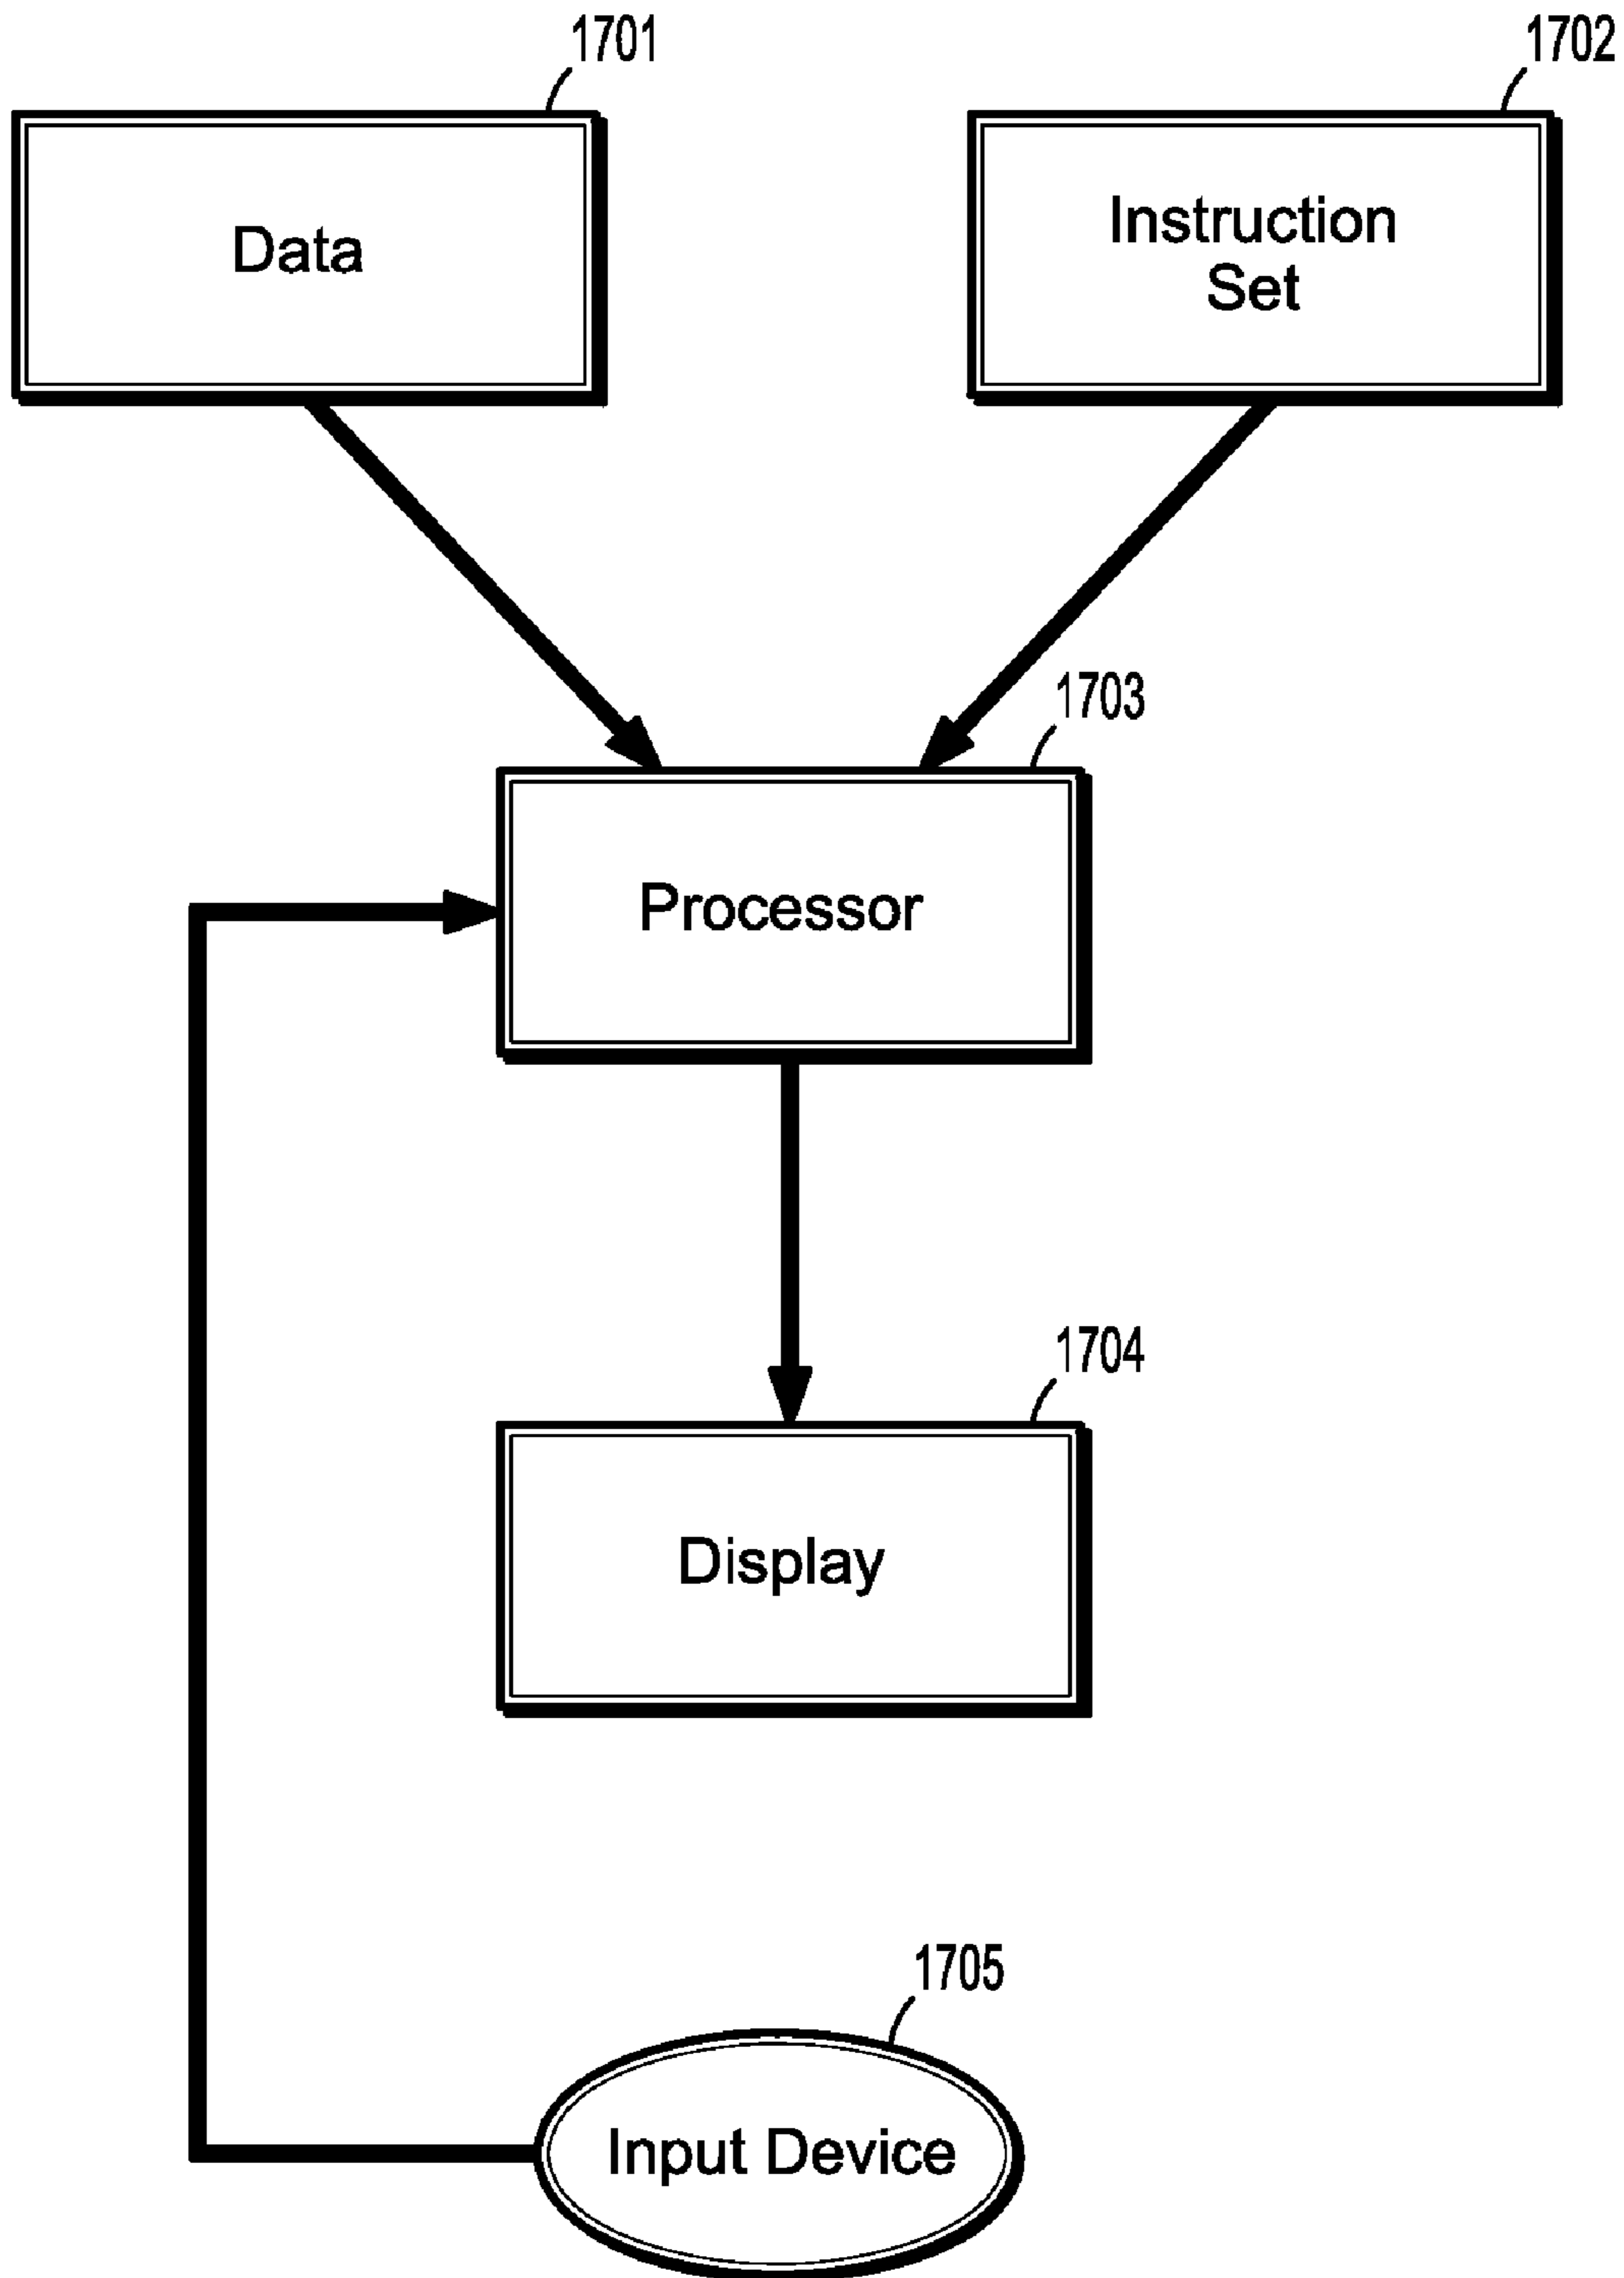 1701
1702
Data
Instruction
Set
1703
Processor
1704
Display
1705
Input Device